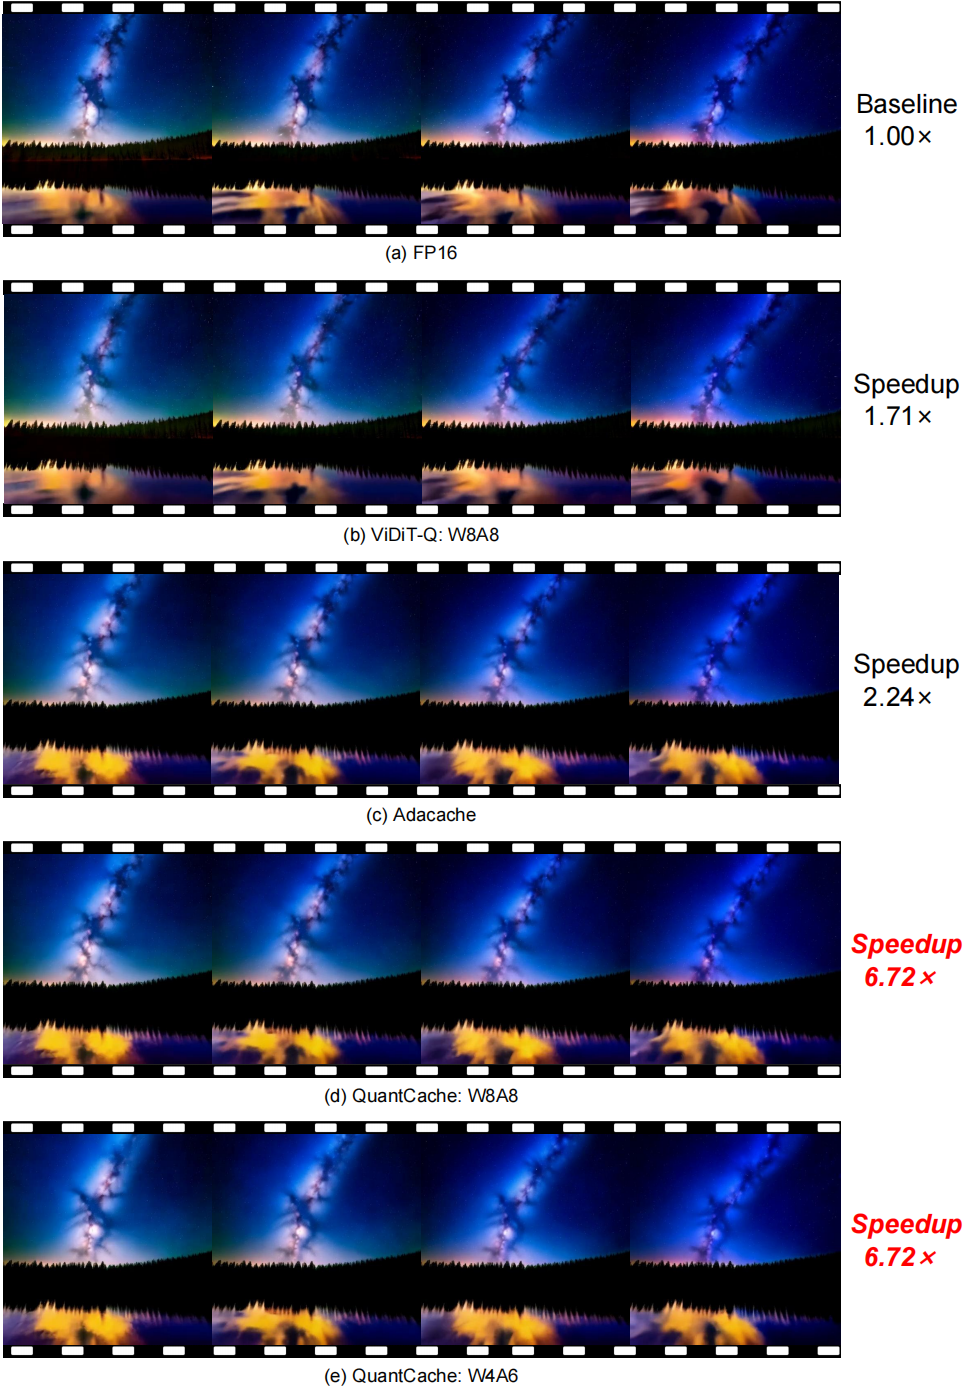 Baseline
1.00×
(a) FP16
Speedup
1.71×
(b) ViDiT-Q: W8A8
Speedup
2.24×
(c) Adacache
Speedup
6.72×
(d) QuantCache: W8A8
Speedup
6.72×
(e) QuantCache: W4A6